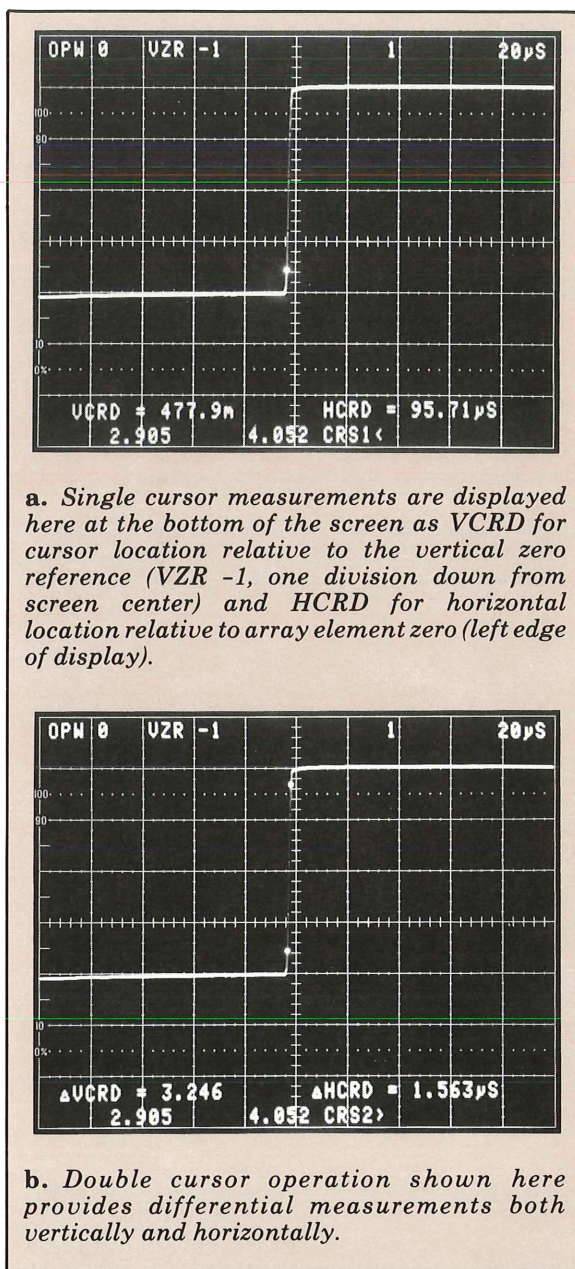 OPW 0 VZR -1 1 20µS
100
90
10
0%
VCRD = 477.9m HCRD = 95.71µS
2.905 4.052 CRS1<
a. Single cursor measurements are displayed
here at the bottom of the screen as VCRD for
cursor location relative to the vertical zero
reference (VZR -1, one division down from
screen center) and HCRD for horizontal
location relative to array element zero (left edge
of display).
OPW 0 VZR -1 1 20µS
100
90
10
0%
∆VCRD = 3.246 ∆HCRD = 1.563µS
2.905 4.052 CRS2>
b. Double cursor operation shown here
provides differential measurements both
vertically and horizontally.